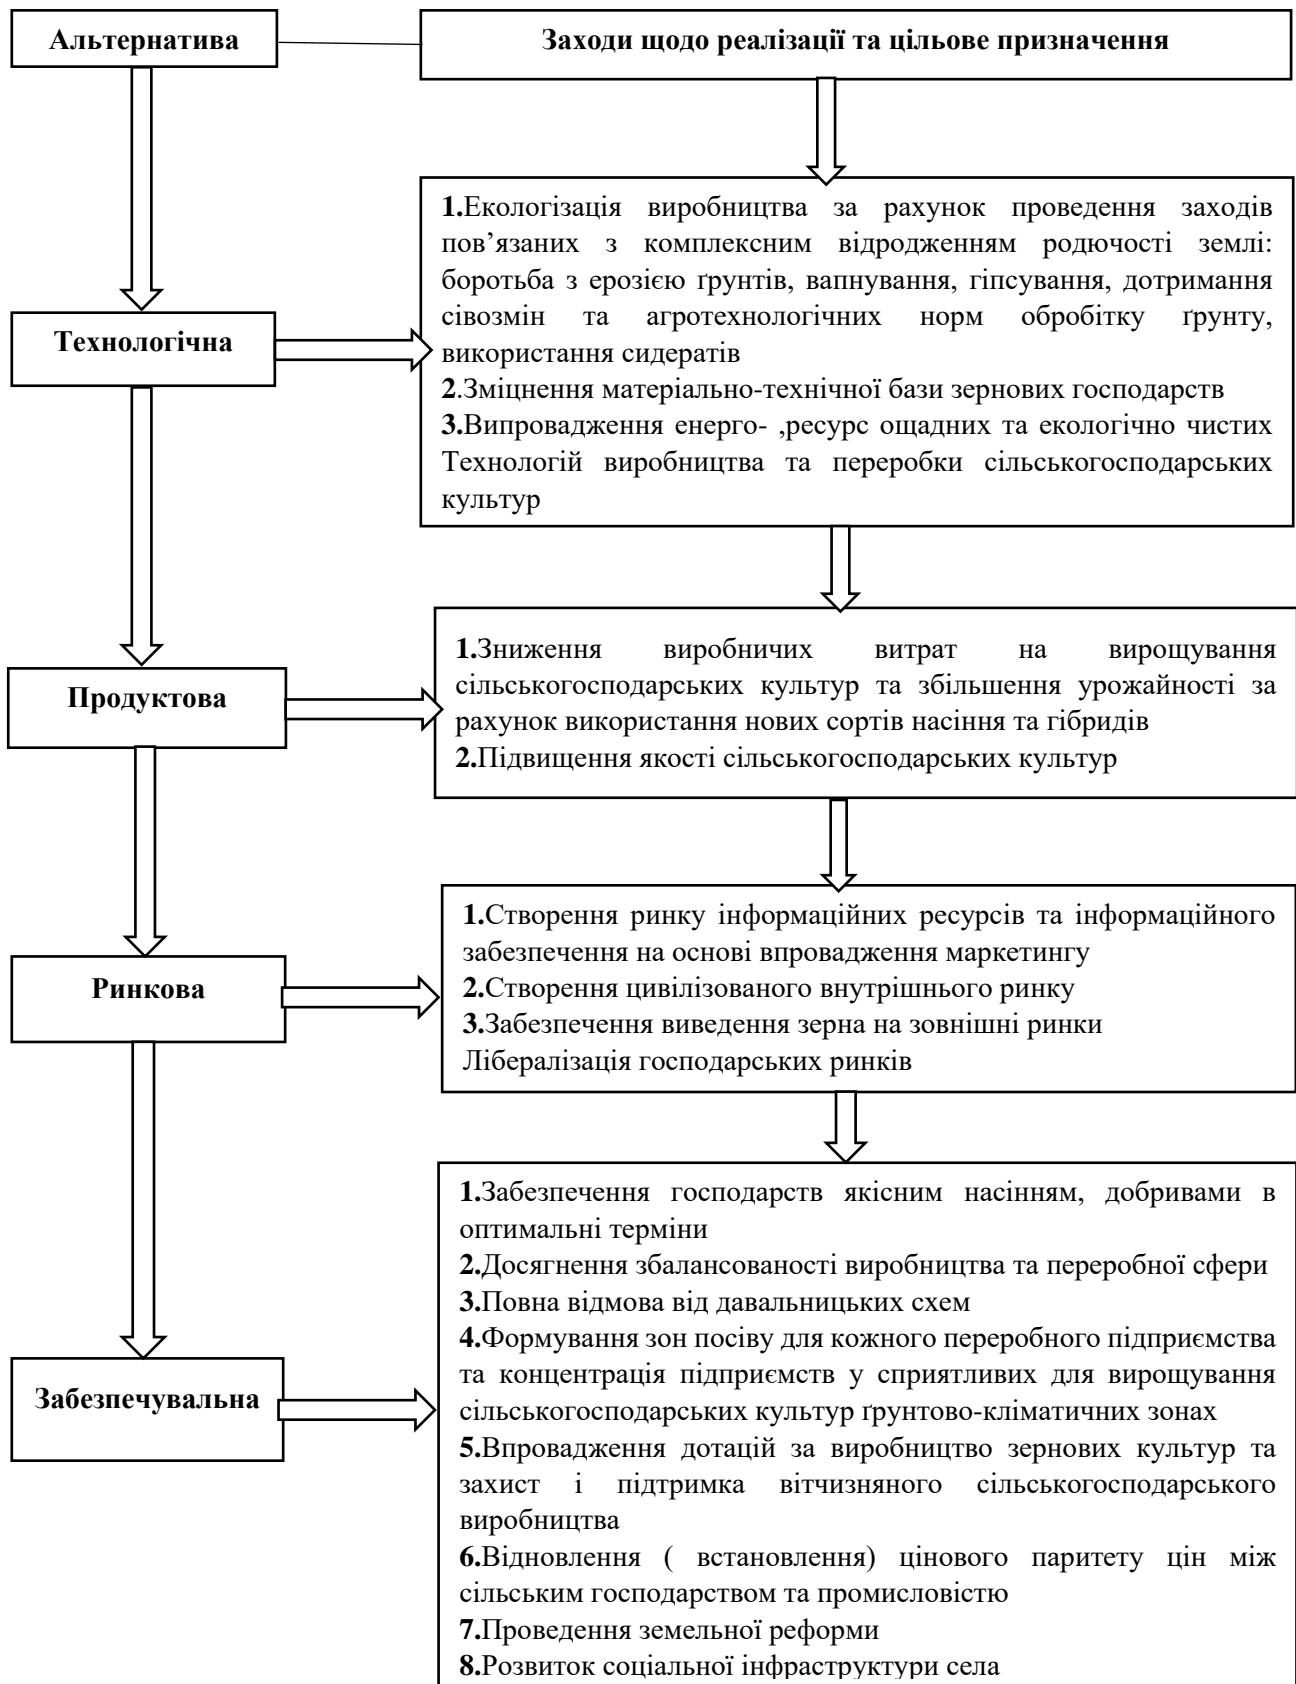 Альтернатива
Заходи щодо реалізації та цільове призначення
1.Екологізація виробництва за рахунок проведення заходів
пов’язаних з комплексним відродженням родючості землі:
боротьба з ерозією ґрунтів, вапнування, гіпсування, дотримання
сівозмін та агротехнологічних норм обробітку ґрунту,
використання сидератів
2.Зміцнення матеріально-технічної бази зернових господарств
3.Випровадження енерго- ,ресурс ощадних та екологічно чистих
Технологій виробництва та переробки сільськогосподарських
культур
Технологічна
1.Зниження виробничих витрат на вирощування
сільськогосподарських культур та збільшення урожайності за
рахунок використання нових сортів насіння та гібридів
2.Підвищення якості сільськогосподарських культур
Продуктова
1.Створення ринку інформаційних ресурсів та інформаційного
забезпечення на основі впровадження маркетингу
2.Створення цивілізованого внутрішнього ринку
3.Забезпечення виведення зерна на зовнішні ринки
Лібералізація господарських ринків
Ринкова
1.Забезпечення господарств якісним насінням, добривами в
оптимальні терміни
2.Досягнення збалансованості виробництва та переробної сфери
3.Повна відмова від давальницьких схем
4.Формування зон посіву для кожного переробного підприємства
та концентрація підприємств у сприятливих для вирощування
сільськогосподарських культур ґрунтово-кліматичних зонах
5.Впровадження дотацій за виробництво зернових культур та
захист і підтримка вітчизняного сільськогосподарського
виробництва
6.Відновлення ( встановлення) цінового паритету цін між
сільським господарством та промисловістю
7.Проведення земельної реформи
8.Розвиток соціальної інфраструктури села
Забезпечувальна